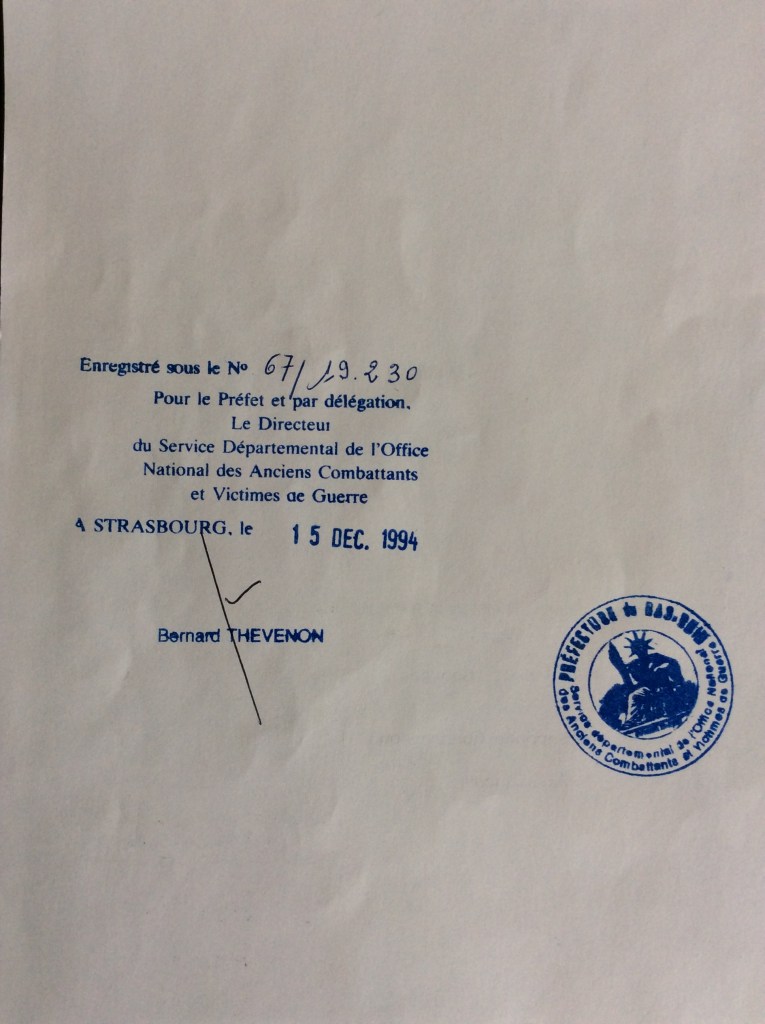 Enregistré sous le Nº 67/19.230
Pour le Préfet et par délégation,
Le Directeur
du Service Départemental de l'Office
National des Anciens Combattants
et Victimes de Guerre
A STRASBOURG, le 15 DEC. 1994
Bernard THEVENON
PRÉFECTURE du BAS-RHIN
Service départemental de l'Office National
des Anciens Combattants et Victimes de Guerre